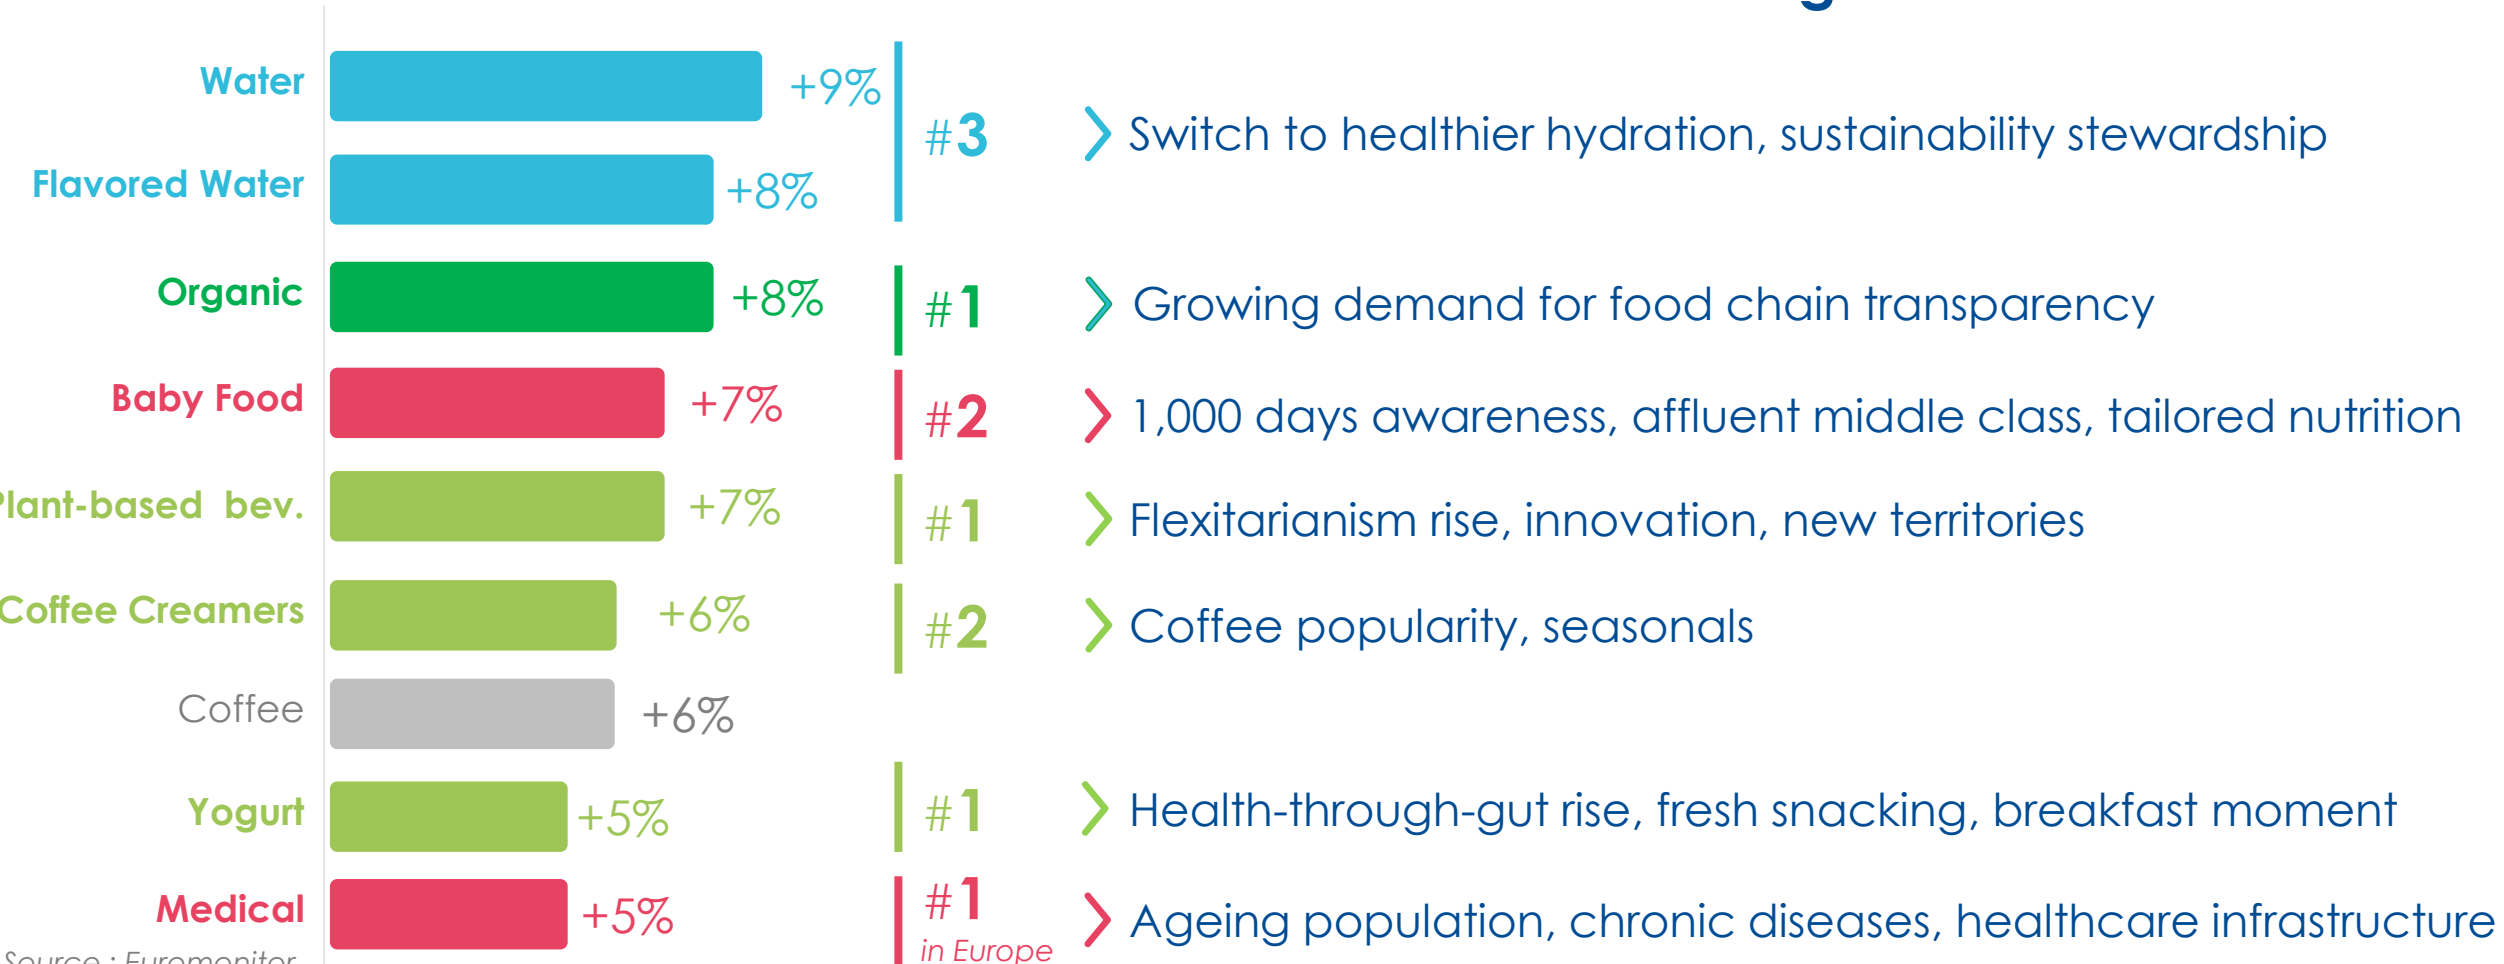 Water +9%
#3 Switch to healthier hydration, sustainability stewardship
Flavored Water +8%
Organic +8% #1 Growing demand for food chain transparency
Baby Food +7% #2 1,000 days awareness, affluent middle class, tailored nutrition
Plant-based bev. +7% #1 Flexitarianism rise, innovation, new territories
Coffee Creamers +6% #2 Coffee popularity, seasonals
Coffee +6%
Yogurt +5% #1 Health-through-gut rise, fresh snacking, breakfast moment
Medical +5% #1 Ageing population, chronic diseases, healthcare infrastructure
in Europe
Source : Euromonitor